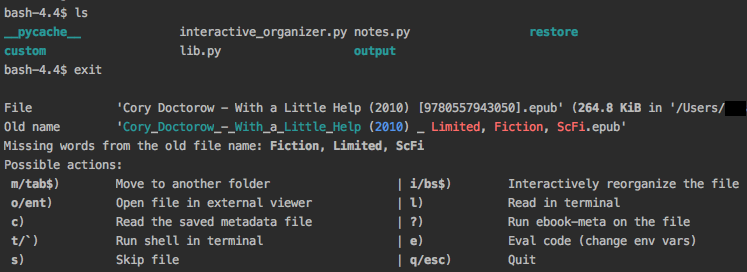 bash-4.4$ ls
__pycache__ interactive_organizer.py notes.py restore
custom lib.py output
bash-4.4$ exit
File 'Cory Doctorow - With a Little Help (2010) [9780557943050].epub' (264.8 KiB in '/Users/
Old name 'Cory_Doctorow_-_With_a_Little_Help (2010) _ Limited, Fiction, ScFi.epub'
Missing words from the old file name: Fiction, Limited, ScFi
Possible actions:
m/tab$) Move to another folder | i/bs$) Interactively reorganize the file
o/ent) Open file in external viewer | l) Read in terminal
c) Read the saved metadata file | ?) Run ebook-meta on the file
t/`) Run shell in terminal | e) Eval code (change env vars)
s) Skip file | q/esc) Quit